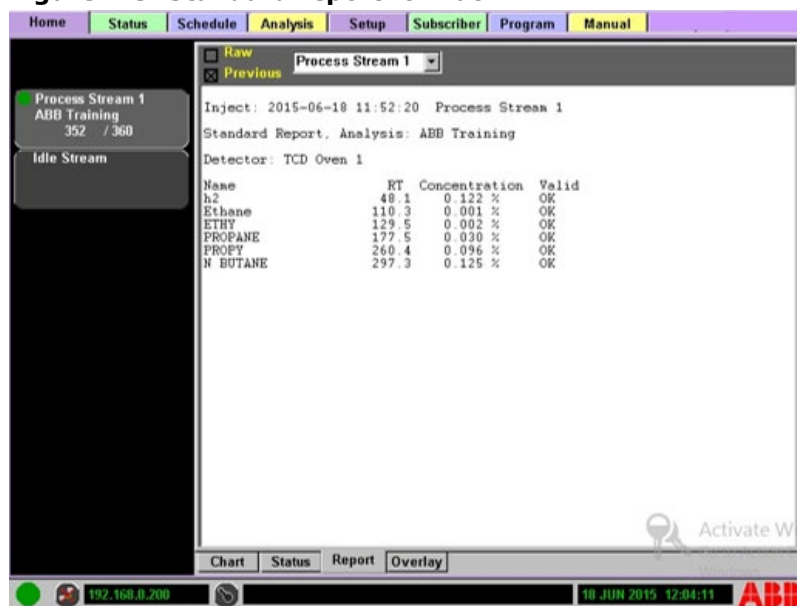 Home Status Schedule Analysis Setup Subscriber Program Manual
Raw
Previous
Process Stream 1
Process Stream 1
ABB Training
352 / 360
Idle Stream
Inject: 2015-06-18 11:52:20 Process Stream 1
Standard Report, Analysis: ABB Training
Detector: TCD Oven 1
Name RT Concentration Valid
h2 48.1 0.122 % OK
Ethane 110.3 0.001 % OK
ETHY 129.5 0.002 % OK
PROPANE 177.5 0.030 % OK
PROPY 260.4 0.096 % OK
N BUTANE 297.3 0.125 % OK
Activate W
Windows
Chart Status Report Overlay
192.168.0.200
18 JUN 2015 12:04:11
ABB